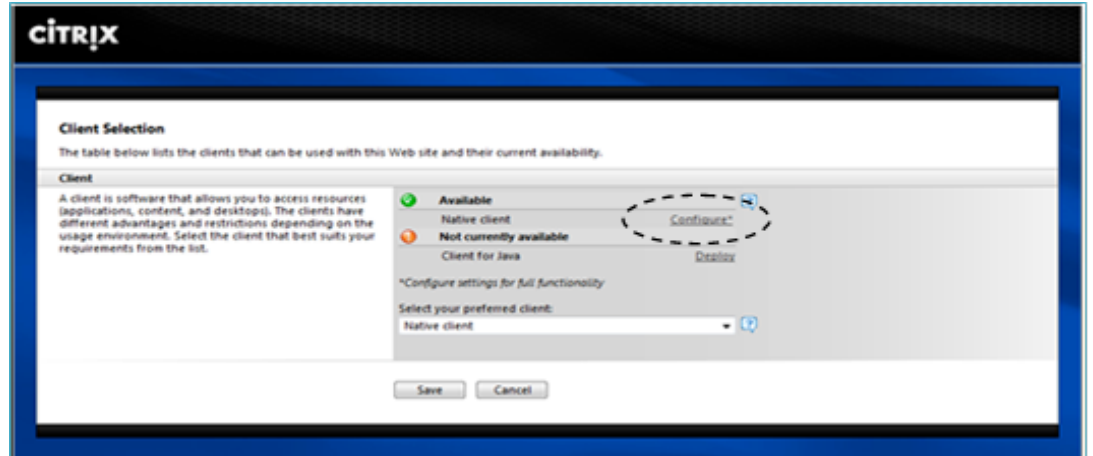 CİTRİX
Client Selection
The table below lists the clients that can be used with this Web site and their current availability.
Client
A client is software that allows you to access resources
(applications, content, and desktops). The clients have
different advantages and restrictions depending on the
usage environment. Select the client that best suits your
requirements from the list.
Available
Native client Configure*
Not currently available
Client for Java Deploy
*Configure settings for full functionality
Select your preferred client:
Native client
Save Cancel